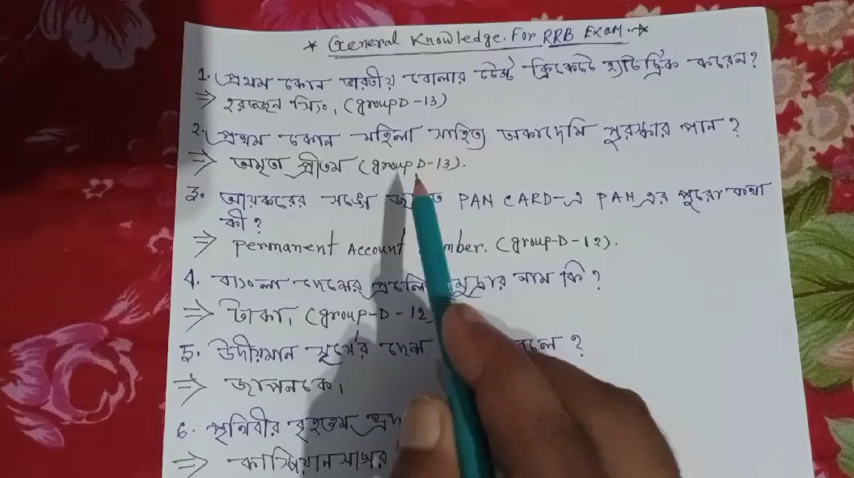 * General Knowledge For RRB Exam. *
1. প্রথম কোন ভারতীয় বোলার টেস্ট ক্রিকেটে হ্যাটট্রিক করেন?
⇒ হরভজন সিং, (group D-13)
2. প্রথম কোন মহিলা সাহিত্য অকাদেমি পুরস্কার পান?
⇒ অমৃতা প্রীতম (group D-13).
3. আয়করের সঙ্গে PAN CARD-এ PAN এর পুরো কথা
কী?
⇒ permanent Account (group-D-12).
4. বাংলা দেশের মুদ্রার নাম কি?
⇒ টাকা, (group-D-12
5. উদীয়মান সূর্যের দেশ বলে?
⇒ জাপানকে।
6. পৃথিবীর বৃহত্তম হ্রদ
⇒ কাস্পিয়ান সাগর